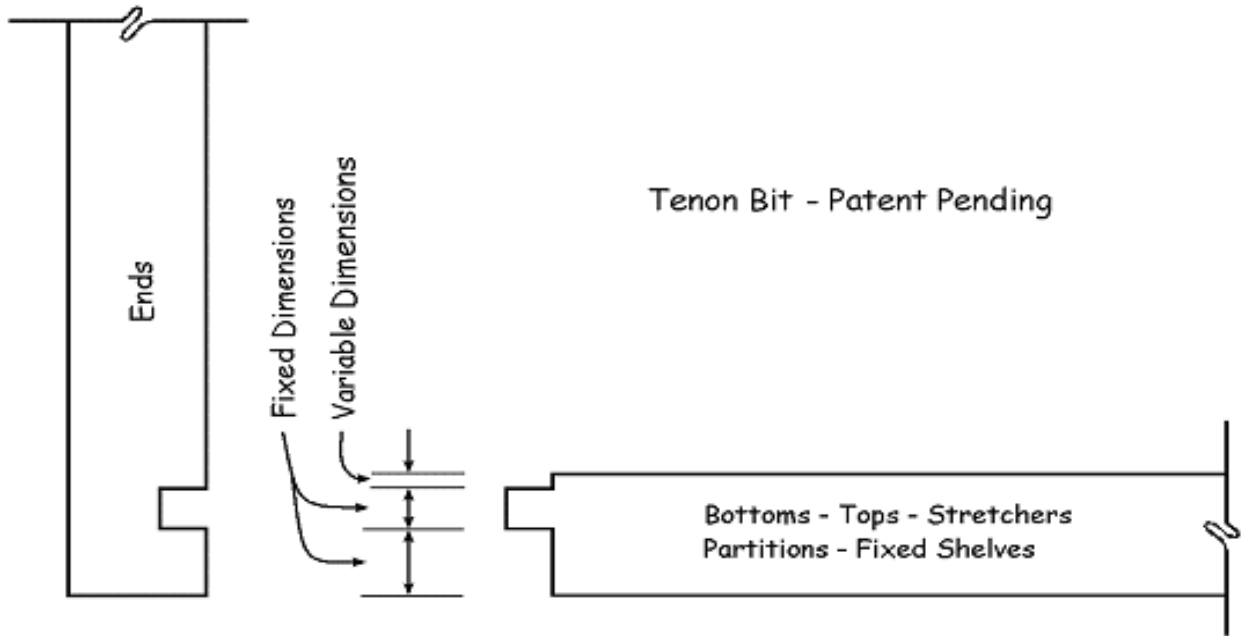 Ends
Fixed Dimensions
Variable Dimensions
Tenon Bit - Patent Pending
Bottoms - Tops - Stretchers
Partitions - Fixed Shelves